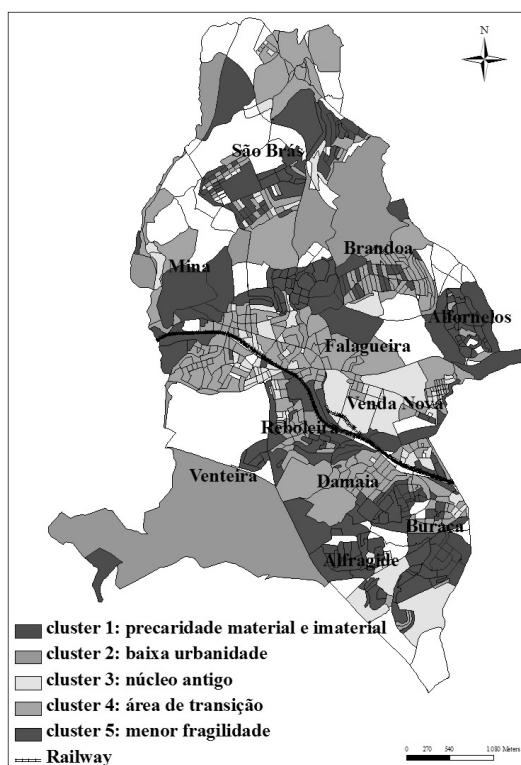 N
São Brás
Brandoa
Mina
Alfornelos
Falagueira
Venda Nova
Reboleira
Venteira
Damaia
Buraca
Alfragide
cluster 1: precaridade material e imaterial
cluster 2: baixa urbanidade
cluster 3: núcleo antigo
cluster 4: área de transição
cluster 5: menor fragilidade
Railway
0 270 540 1.080 Meters